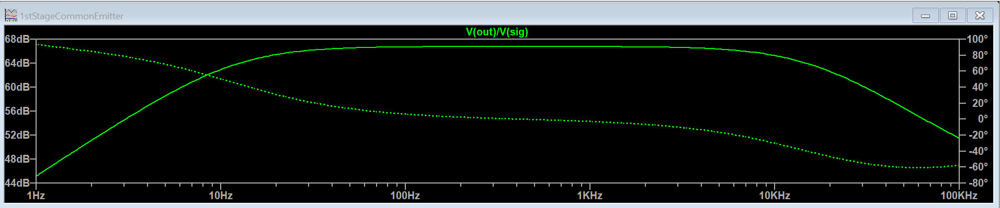 1stStageCommonEmitter
V(out)/V(sig)
68dB 100°
80°
64dB
60°
60dB 40°
20°
56dB
0°
52dB -20°
-40°
48dB
-60°
44dB -80°
1Hz 10Hz 100Hz 1KHz 10KHz 100KHz